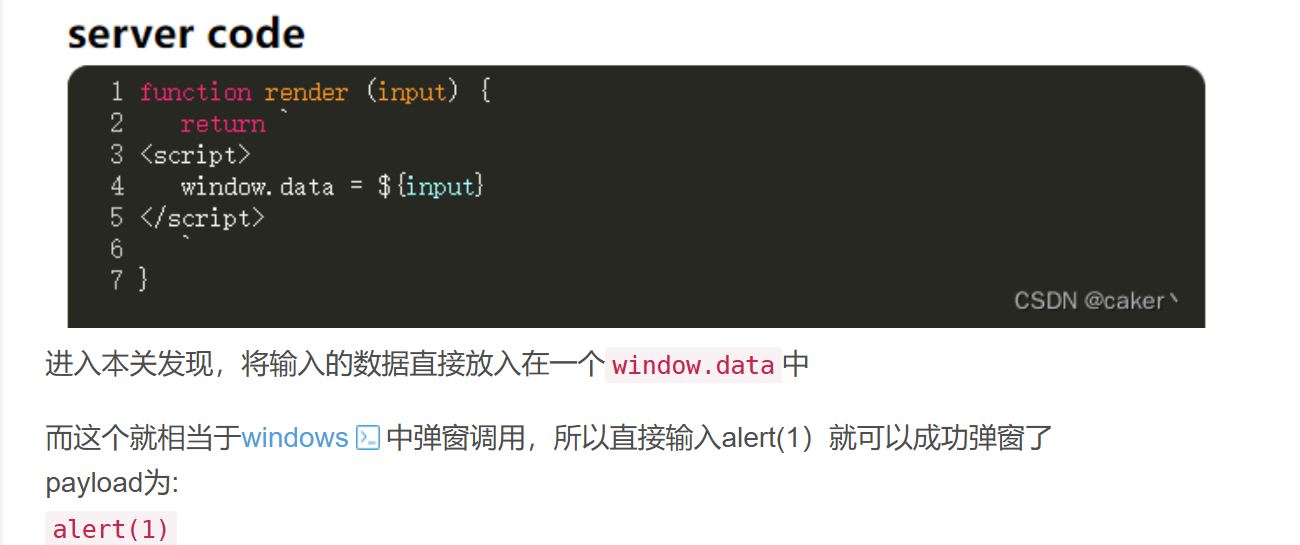 server code
1 function render (input) {
2 return `
3 <script>
4 window.data = ${input}
5 </script>
6 `
7 }
CSDN @caker丶
进入本关发现，将输入的数据直接放入在一个window.data中
而这个就相当于windows中弹窗调用，所以直接输入alert(1）就可以成功弹窗了
payload为:
alert(1)